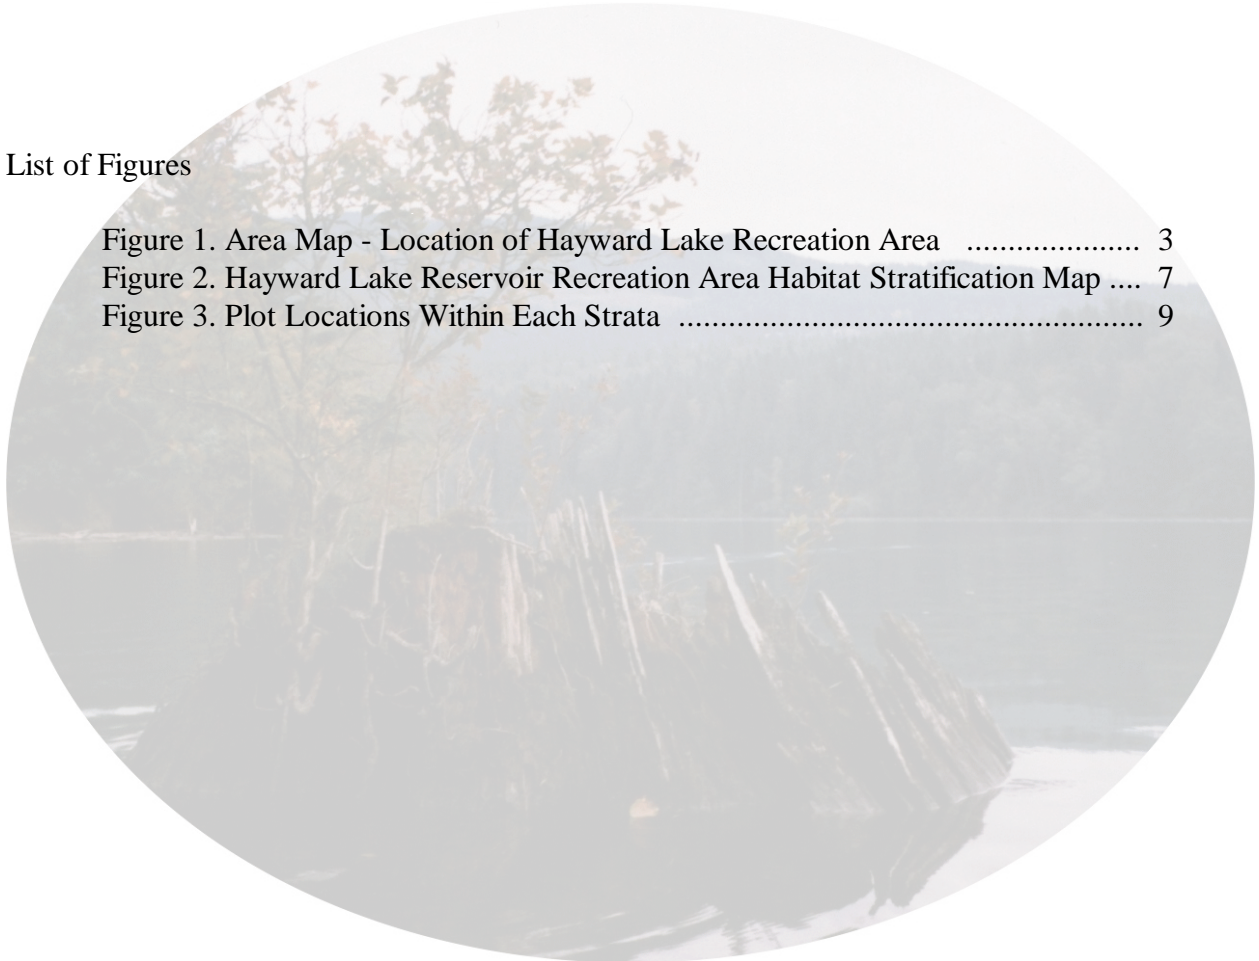 List of Figures
Figure 1. Area Map - Location of Hayward Lake Recreation Area ..................... 3
Figure 2. Hayward Lake Reservoir Recreation Area Habitat Stratification Map .... 7
Figure 3. Plot Locations Within Each Strata ........................................................ 9